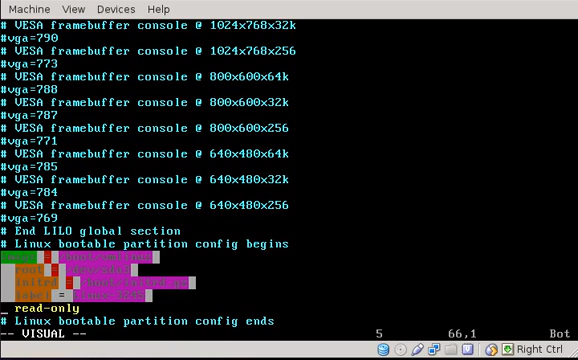 Machine View Devices Help
# VESA framebuffer console @ 1024x768x32k
#vga=790
# VESA framebuffer console @ 1024x768x256
#vga=773
# VESA framebuffer console @ 800x600x64k
#vga=788
# VESA framebuffer console @ 800x600x32k
#vga=787
# VESA framebuffer console @ 800x600x256
#vga=771
# VESA framebuffer console @ 640x480x64k
#vga=785
# VESA framebuffer console @ 640x480x32k
#vga=784
# VESA framebuffer console @ 640x480x256
#vga=769
# End LILO global section
# Linux bootable partition config begins
=
root =
initrd =
label =
read-only
# Linux bootable partition config ends
-- VISUAL -- 5 66,1 Bot
Right Ctrl